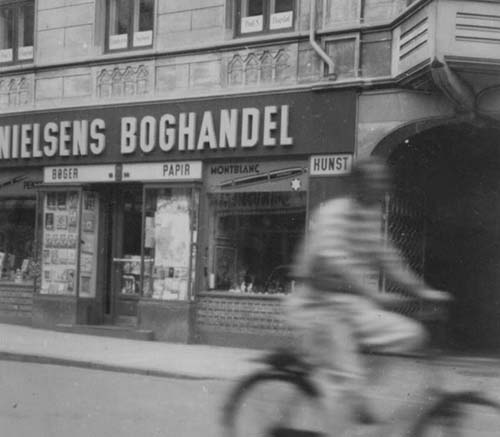 NIELSENS BOGHANDEL
BØGER
PAPIR
MONTBLANC
HUNST